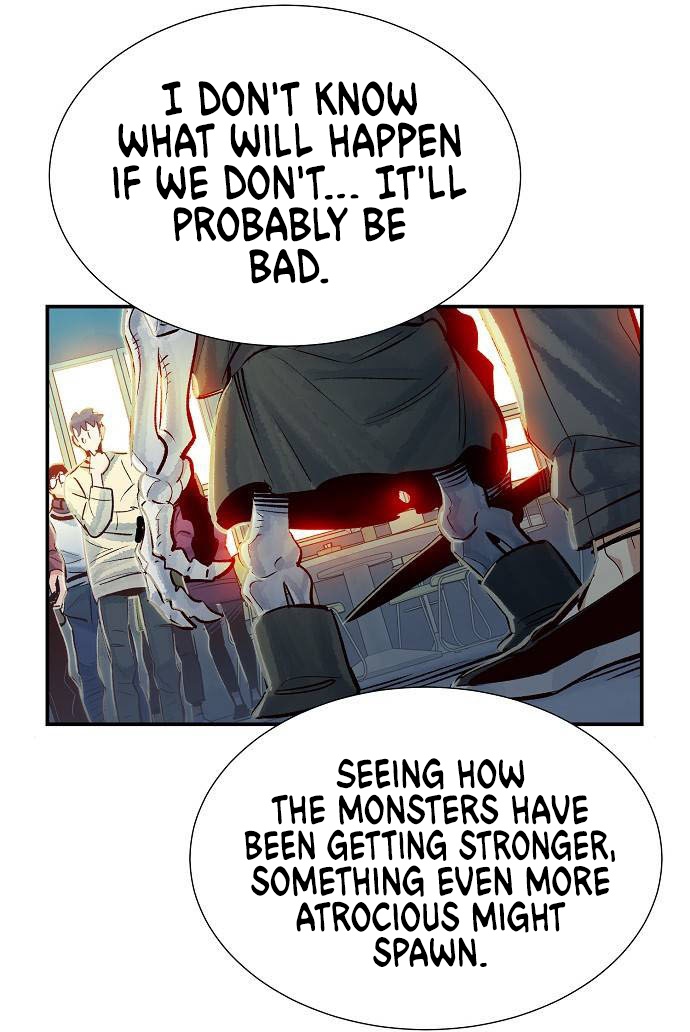 I DON'T KNOW
WHAT WILL HAPPEN
IF WE DON'T... IT'LL
PROBABLY BE
BAD.
SEEING HOW
THE MONSTERS HAVE
BEEN GETTING STRONGER,
SOMETHING EVEN MORE
ATROCIOUS MIGHT
SPAWN.